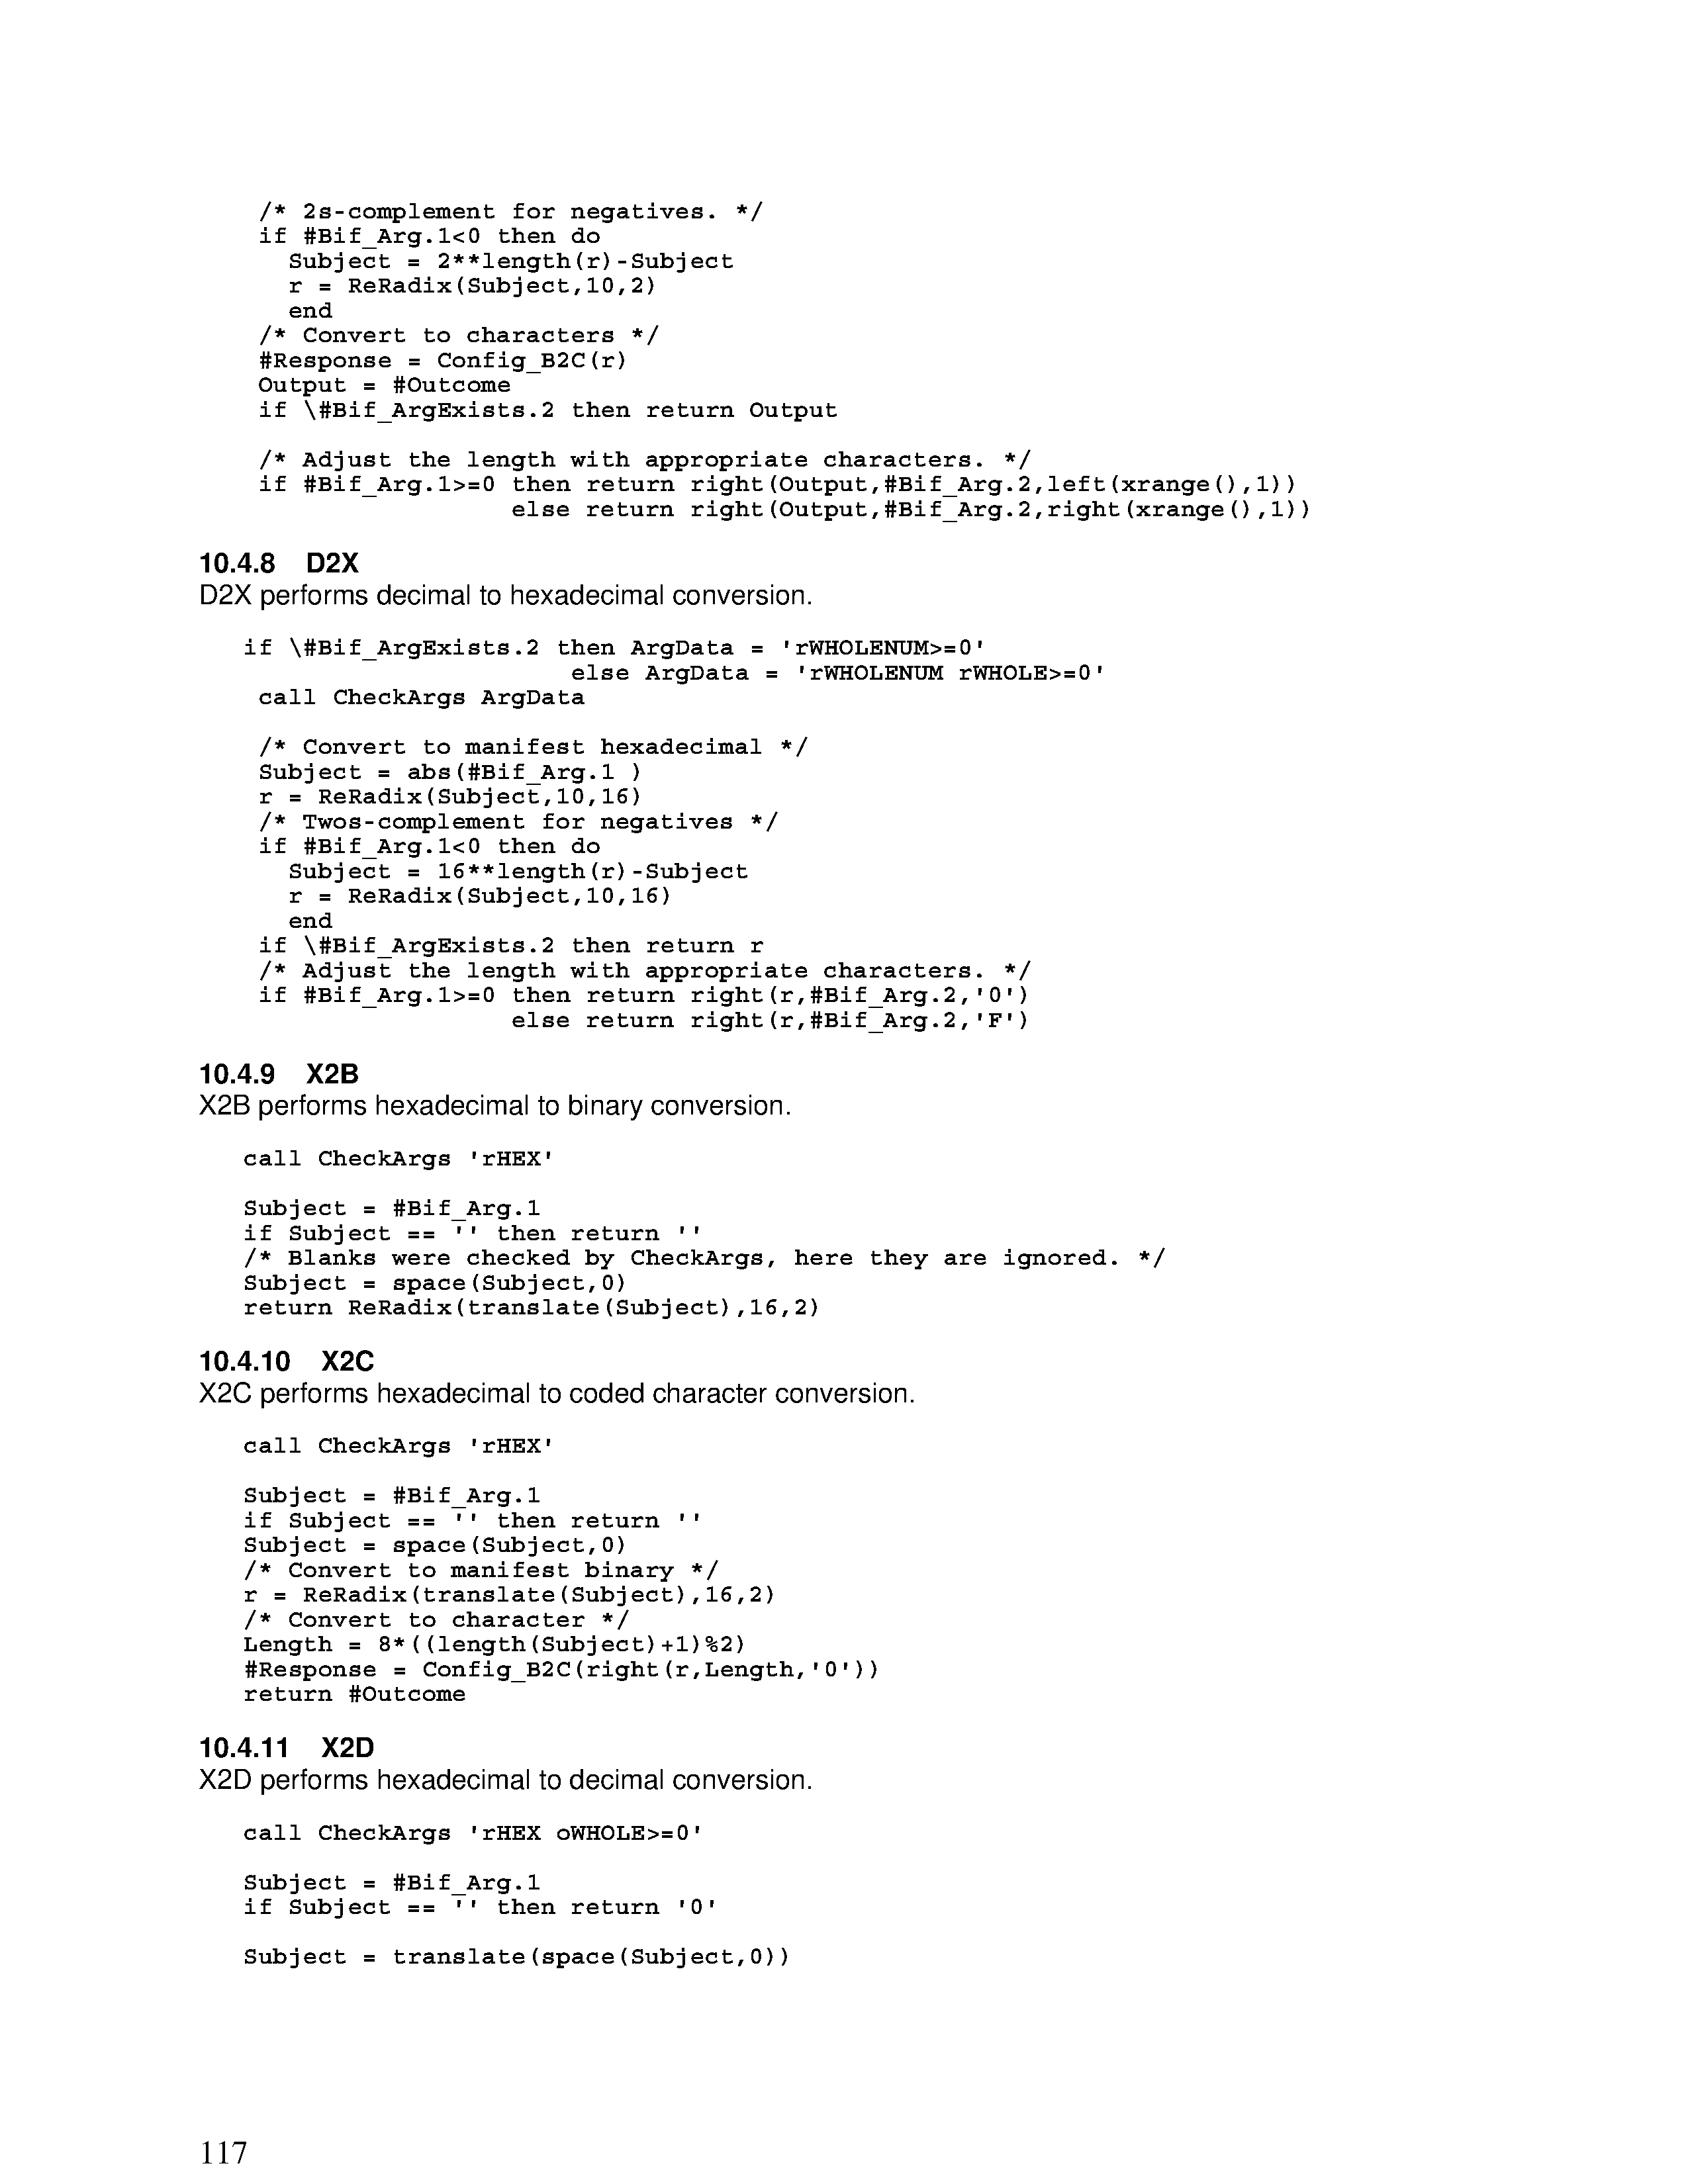 /* 2s-complement for negatives. */
if #Bif_Arg.1<0 then do
Subject = 2**length(r)-Subject
r = ReRadix(Subject,10,2)
end
/* Convert to characters */
#Response = Config_B2C(r)
Output = #Outcome
if \#Bif_ArgExists.2 then return Output
/* Adjust the length with appropriate characters. */
if #Bif_Arg.1>=0 then return right(Output,#Bif_Arg.2,left(xrange(),1))
else return right(Output,#Bif_Arg.2,right(xrange(),1))
10.4.8 D2X
D2X performs decimal to hexadecimal conversion.
if \#Bif_ArgExists.2 then ArgData = 'rWHOLENUM>=0'
else ArgData = 'rWHOLENUM rWHOLE>=0'
call CheckArgs ArgData
/* Convert to manifest hexadecimal */
Subject = abs(#Bif_Arg.1 )
r = ReRadix(Subject,10,16)
/* Twos-complement for negatives */
if #Bif_Arg.1<0 then do
Subject = 16**length(r)-Subject
r = ReRadix(Subject,10,16)
end
if \#Bif_ArgExists.2 then return r
/* Adjust the length with appropriate characters. */
if #Bif_Arg.1>=0 then return right(r,#Bif_Arg.2,'0')
else return right(r,#Bif_Arg.2,'F')
10.4.9 X2B
X2B performs hexadecimal to binary conversion.
call CheckArgs 'rHEX'
Subject = #Bif_Arg.1
if Subject == '' then return ''
/* Blanks were checked by CheckArgs, here they are ignored. */
Subject = space(Subject,0)
return ReRadix(translate(Subject),16,2)
10.4.10 X2C
X2C performs hexadecimal to coded character conversion.
call CheckArgs 'rHEX'
Subject = #Bif_Arg.1
if Subject == '' then return ''
Subject = space(Subject,0)
/* Convert to manifest binary */
r = ReRadix(translate(Subject),16,2)
/* Convert to character */
Length = 8*((length(Subject)+1)%2)
#Response = Config_B2C(right(r,Length,'0'))
return #Outcome
10.4.11 X2D
X2D performs hexadecimal to decimal conversion.
call CheckArgs 'rHEX oWHOLE>=0'
Subject = #Bif_Arg.1
if Subject == '' then return '0'
Subject = translate(space(Subject,0))
117